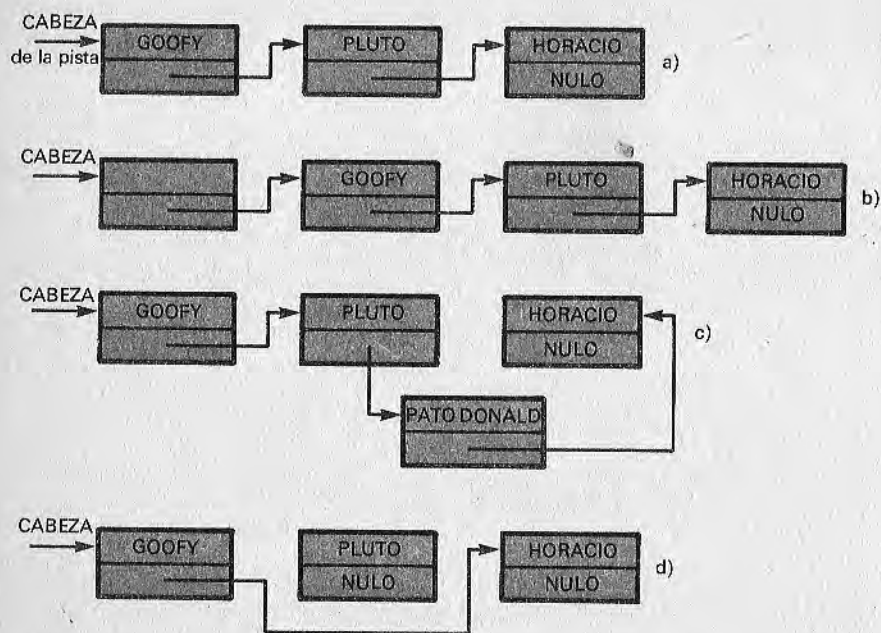 CABEZA
de la pista
GOOFY
PLUTO
HORACIO
NULO
a)
CABEZA
GOOFY
PLUTO
HORACIO
NULO
b)
CABEZA
GOOFY
PLUTO
HORACIO
NULO
c)
PATO DONALD
CABEZA
GOOFY
PLUTO
NULO
HORACIO
NULO
d)